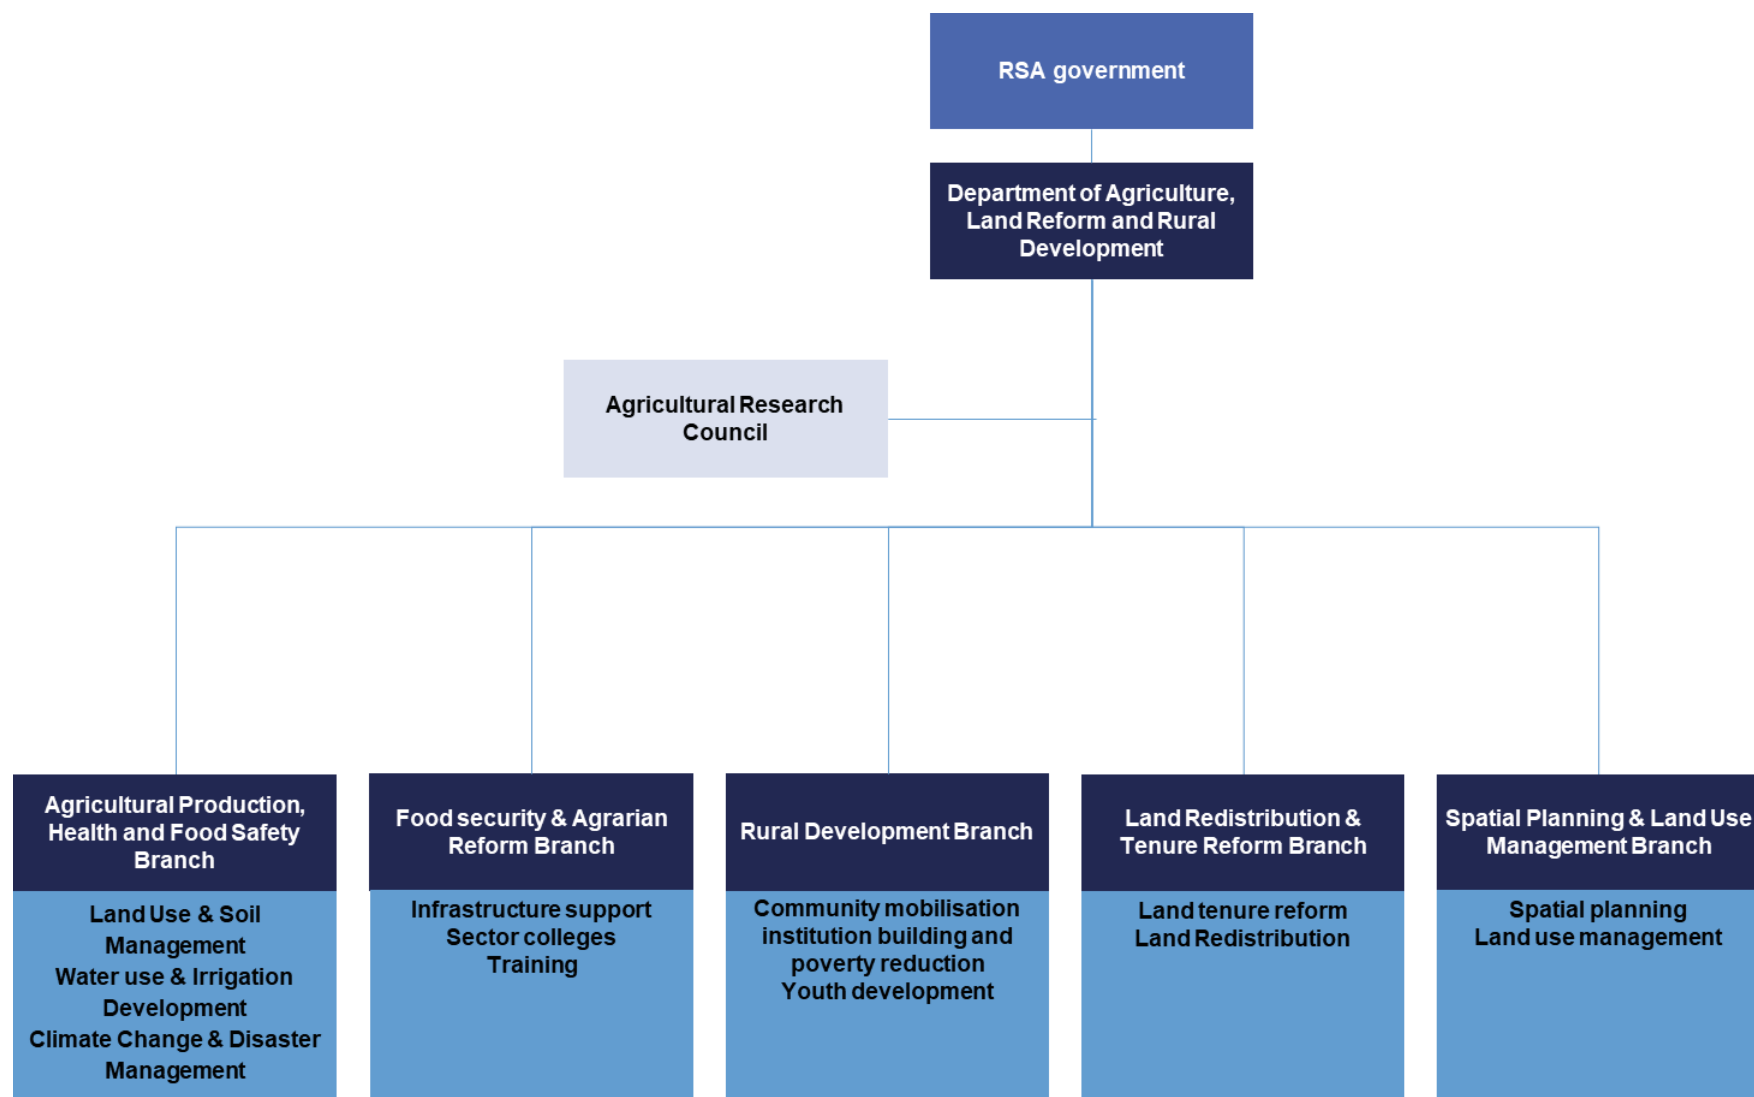 RSA government
Department of Agriculture,
Land Reform and Rural
Development
Agricultural Research
Council
Agricultural Production,
Health and Food Safety
Branch
Land Use & Soil
Management
Water use & Irrigation
Development
Climate Change & Disaster
Management
Food security & Agrarian
Reform Branch
Infrastructure support
Sector colleges
Training
Rural Development Branch
Community mobilisation
institution building and
poverty reduction
Youth development
Land Redistribution &
Tenure Reform Branch
Land tenure reform
Land Redistribution
Spatial Planning & Land Use
Management Branch
Spatial planning
Land use management